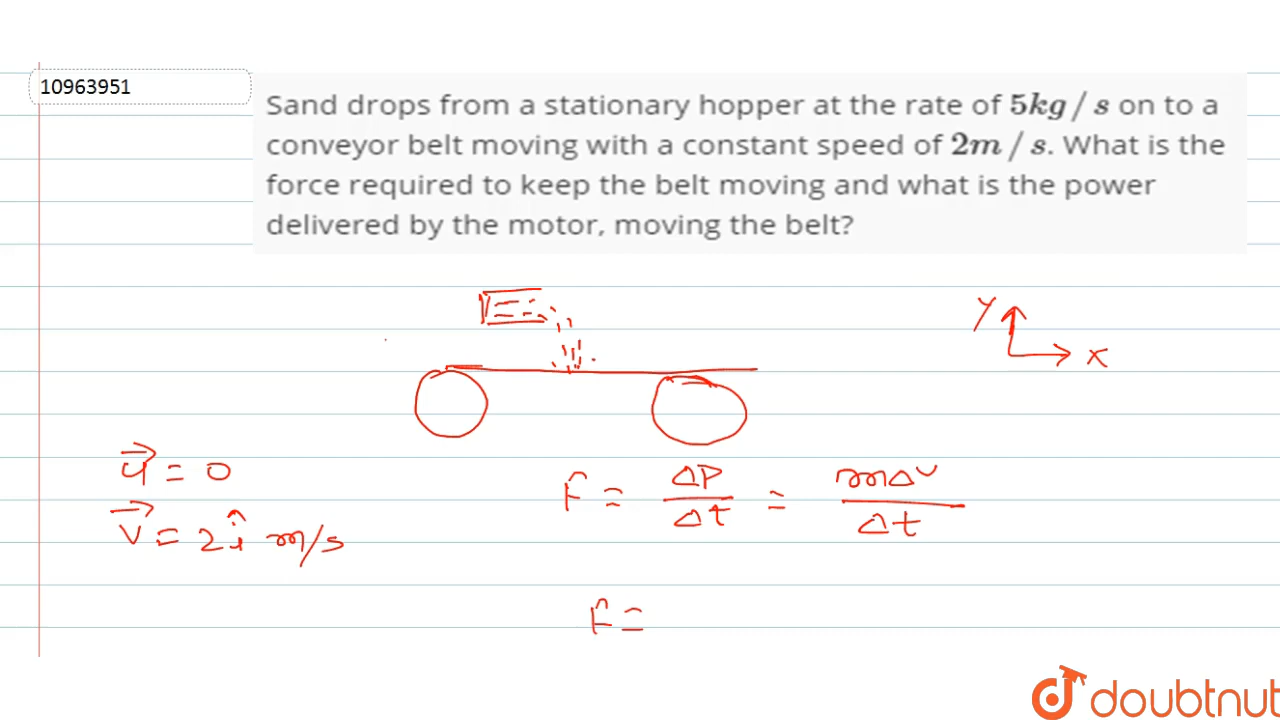 10963951
Sand drops from a stationary hopper at the rate of 5kg / s on to a
conveyor belt moving with a constant speed of 2m / s. What is the
force required to keep the belt moving and what is the power
delivered by the motor, moving the belt?
y
x
u⃗ = 0
v⃗ = 2î m/s
F = ΔP/Δt = mΔv/Δt
F =
doubtnut